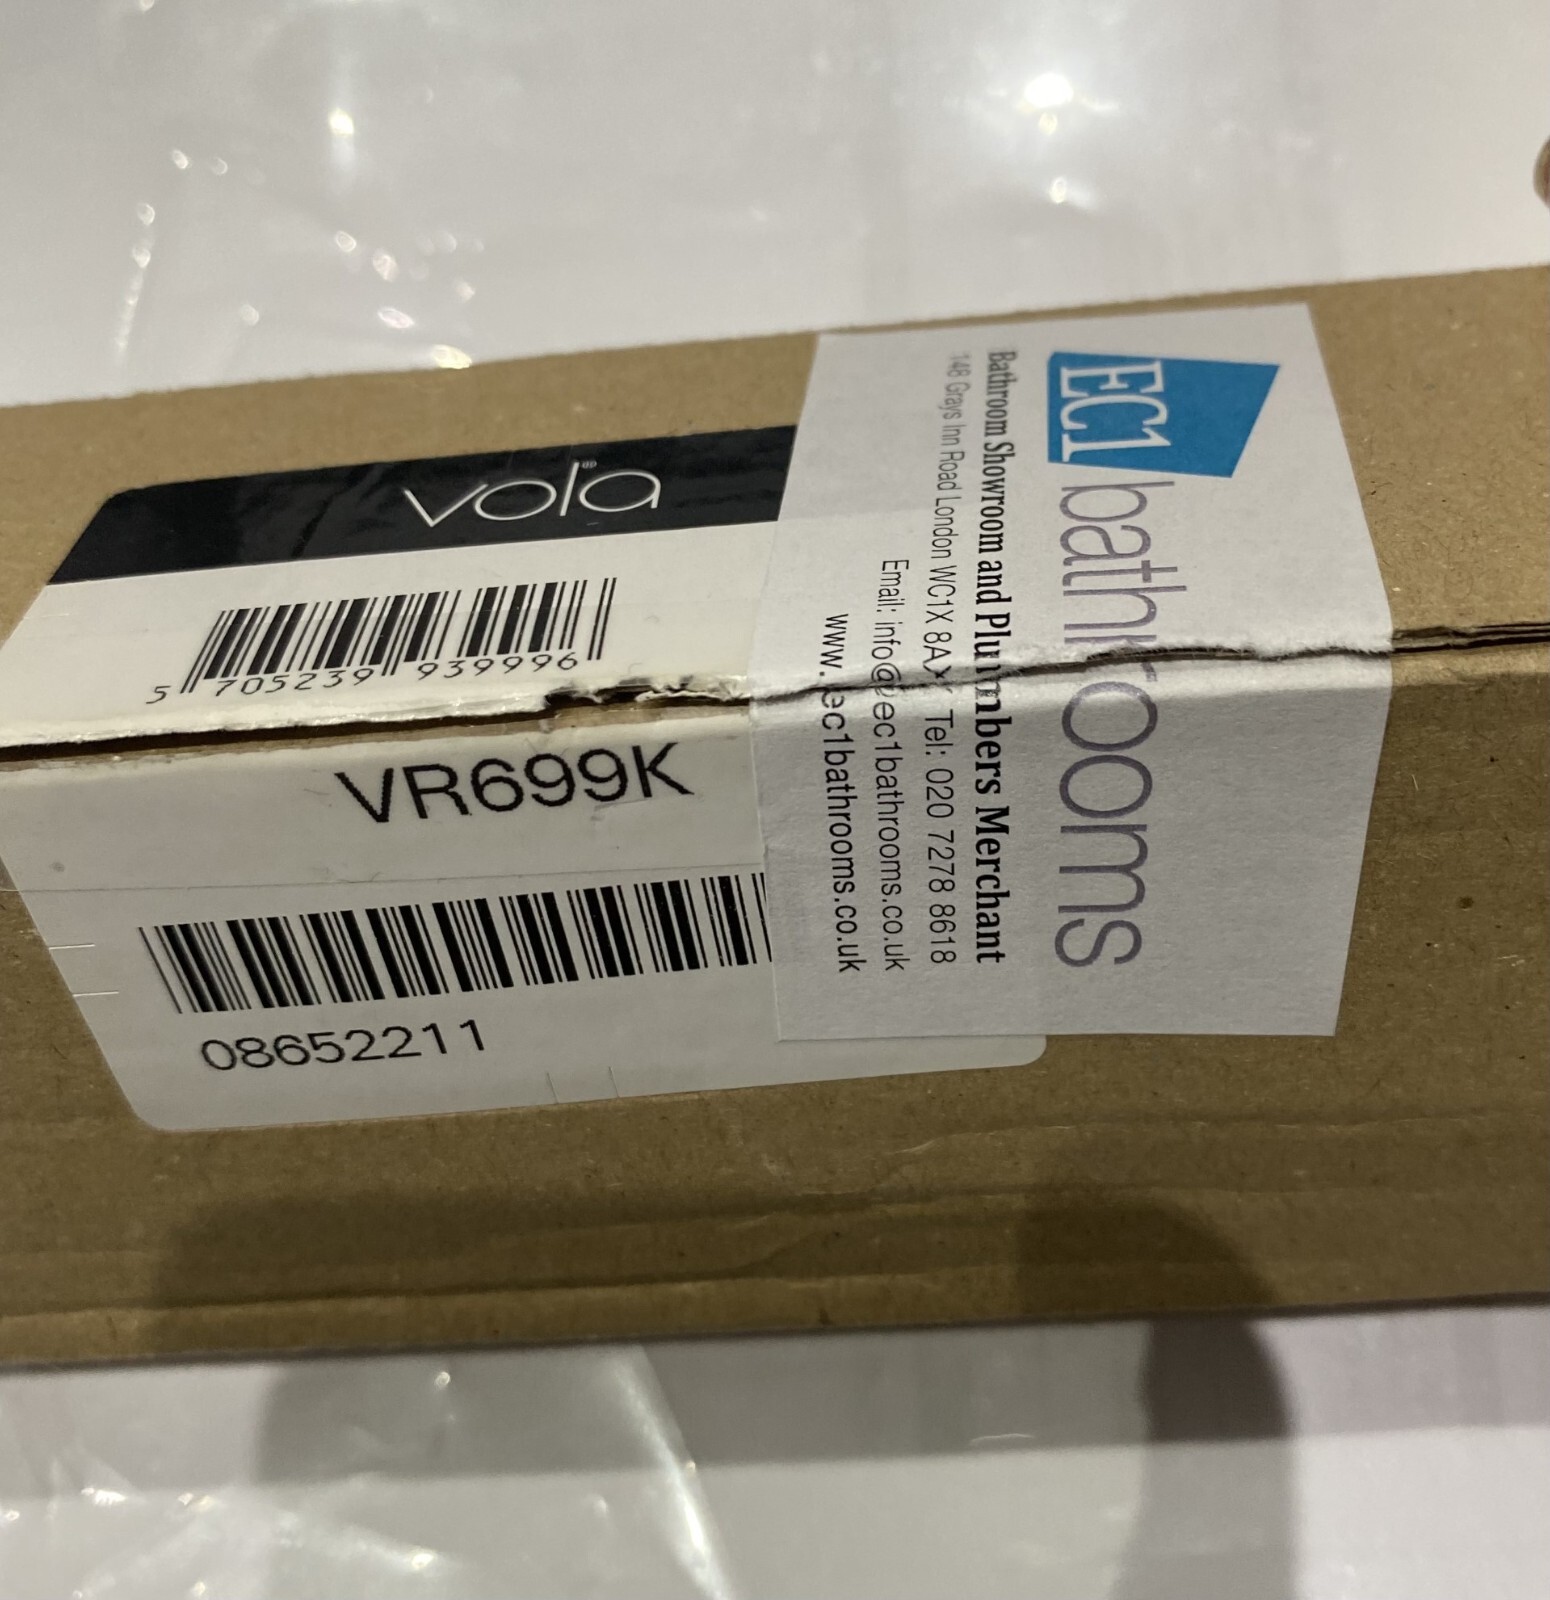 vola®
5 705239 939996
VR699K
08652211
EC1 bathrooms
Bathroom Showroom and Plumbers Merchant
148 Grays Inn Road London WC1X 8AX Tel: 020 7278 8618
Email: info@ec1bathrooms.co.uk
www.ec1bathrooms.co.uk